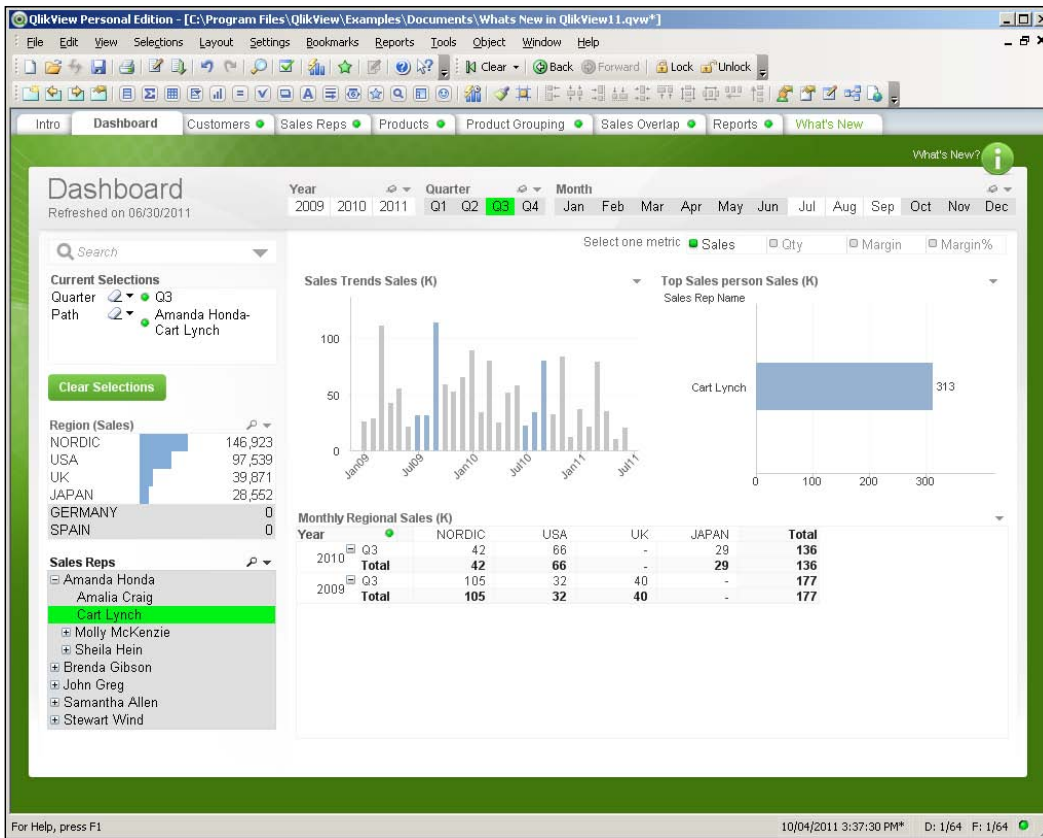 QlikView Personal Edition - [C:\Program Files\QlikView\Examples\Documents\Whats New in QlikView11.qvw*]
File Edit View Selections Layout Settings Bookmarks Reports Tools Object Window Help
Clear Back Forward Lock Unlock
Intro Dashboard Customers Sales Reps Products Product Grouping Sales Overlap Reports What's New
What's New?
Dashboard
Refreshed on 06/30/2011
Year Quarter Month
2009 2010 2011 Q1 Q2 Q3 Q4 Jan Feb Mar Apr May Jun Jul Aug Sep Oct Nov Dec
Search
Select one metric Sales Qty Margin Margin%
Current Selections
Quarter Q3
Path Amanda Honda-
Cart Lynch
Clear Selections
Region (Sales)
NORDIC 146,923
USA 97,539
UK 39,871
JAPAN 28,552
GERMANY 0
SPAIN 0
Sales Reps
Amanda Honda
Amalia Craig
Cart Lynch
Molly McKenzie
Sheila Hein
Brenda Gibson
John Greg
Samantha Allen
Stewart Wind
Sales Trends Sales (K)
100
50
0
Jan09 Jul09 Jan10 Jul10 Jan11 Jul11
Top Sales person Sales (K)
Sales Rep Name
Cart Lynch 313
0 100 200 300
Monthly Regional Sales (K)
Year NORDIC USA UK JAPAN Total
2010 Q3 42 66 - 29 136
Total 42 66 - 29 136
2009 Q3 105 32 40 - 177
Total 105 32 40 - 177
For Help, press F1 10/04/2011 3:37:30 PM* D: 1/64 F: 1/64